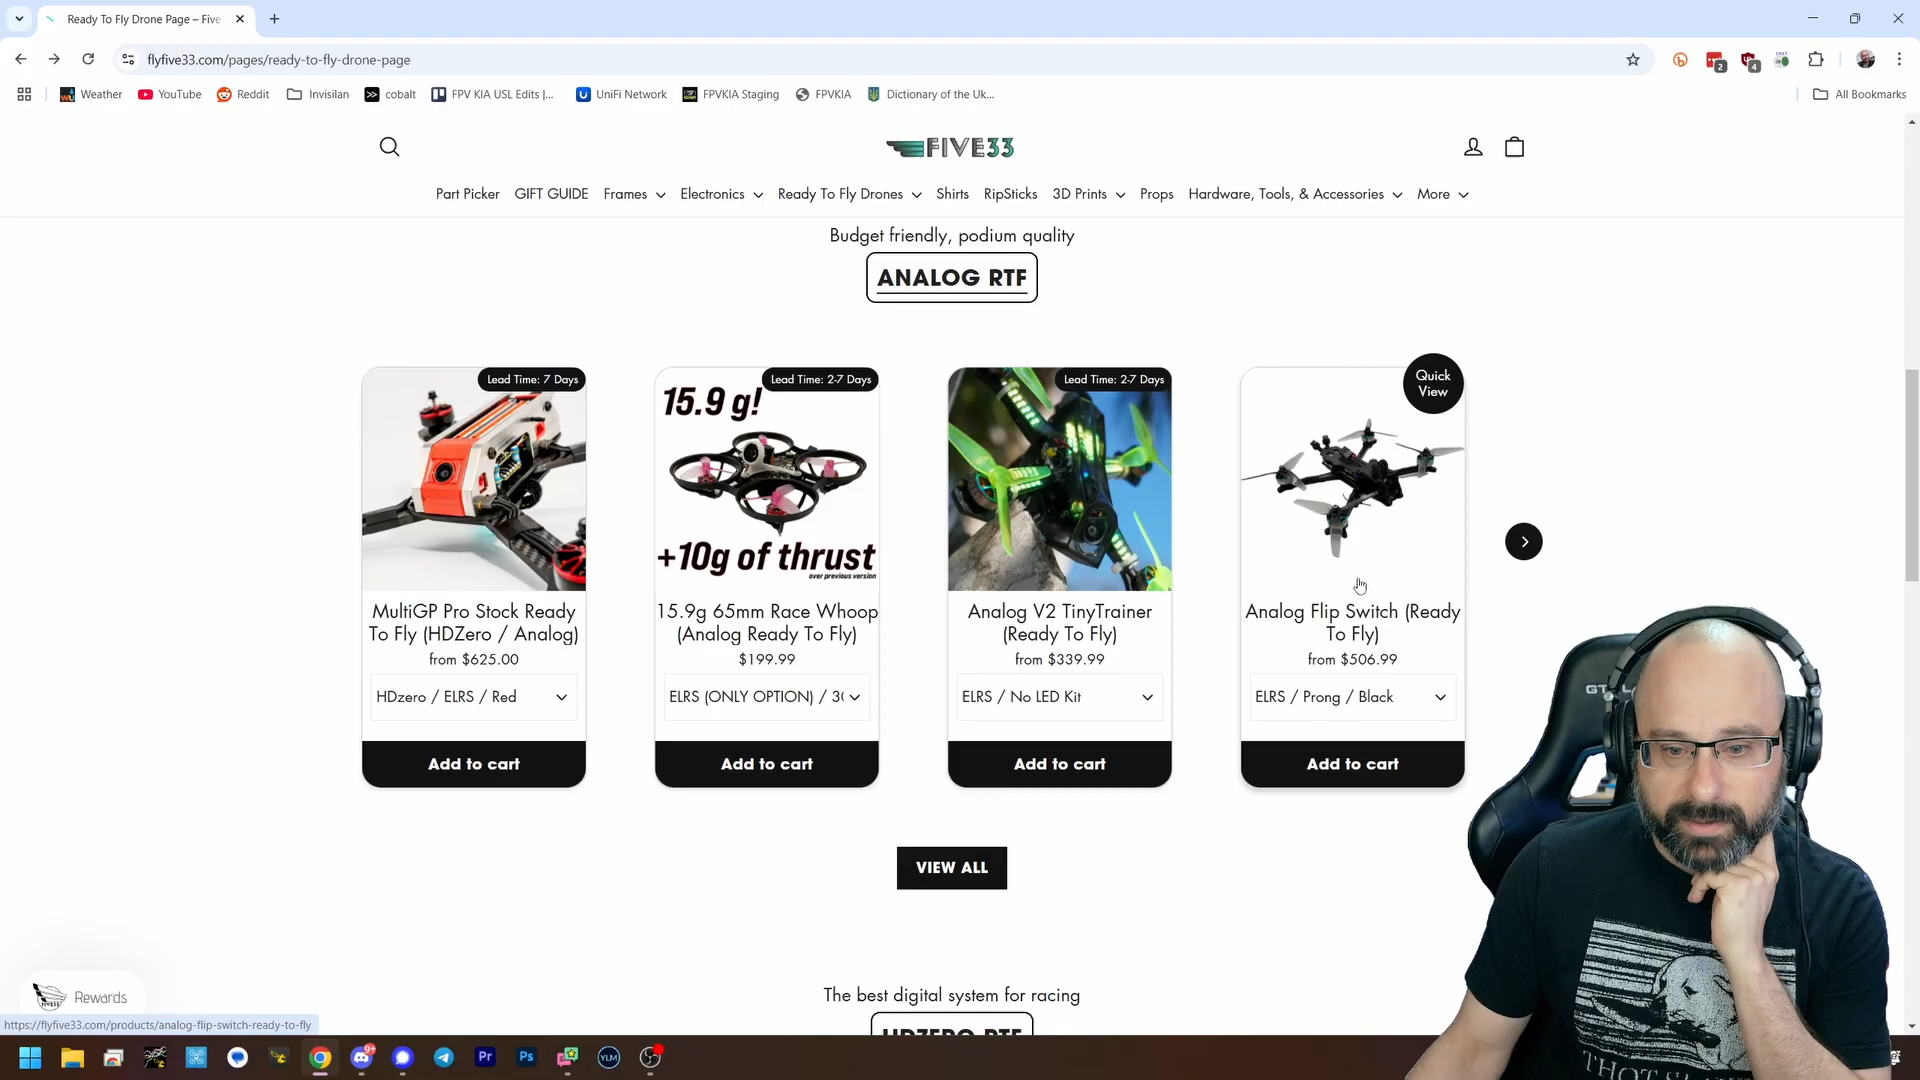 Ready To Fly Drone Page – Five
flyfive33.com/pages/ready-to-fly-drone-page
2
4
Weather
YouTube
Reddit
Invisilan
cobalt
FPV KIA USL Edits |...
UniFi Network
FPVKIA Staging
FPVKIA
Dictionary of the Uk...
All Bookmarks
FIVE33
Part Picker
GIFT GUIDE
Frames
Electronics
Ready To Fly Drones
Shirts
RipSticks
3D Prints
Props
Hardware, Tools, & Accessories
More
Budget friendly, podium quality
ANALOG RTF
Lead Time: 7 Days
MultiGP Pro Stock Ready
To Fly (HDZero / Analog)
from $625.00
HDzero / ELRS / Red
Add to cart
Lead Time: 2-7 Days
15.9 g!
+10g of thrust
over previous version
15.9g 65mm Race Whoop
(Analog Ready To Fly)
$199.99
ELRS (ONLY OPTION) / 30
Add to cart
Lead Time: 2-7 Days
Analog V2 TinyTrainer
(Ready To Fly)
from $339.99
ELRS / No LED Kit
Add to cart
Quick
View
Analog Flip Switch (Ready
To Fly)
from $506.99
ELRS / Prong / Black
Add to cart
VIEW ALL
The best digital system for racing
HDZERO RTF
Rewards
https://flyfive33.com/products/analog-flip-switch-ready-to-fly
9+
Pr
Ps
YLM